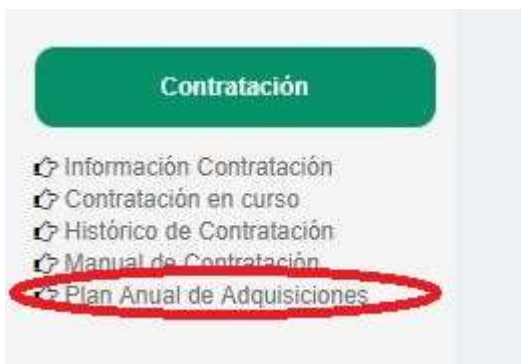 Contratación
Información Contratación
Contratación en curso
Histórico de Contratación
Manual de Contratación
Plan Anual de Adquisiciones